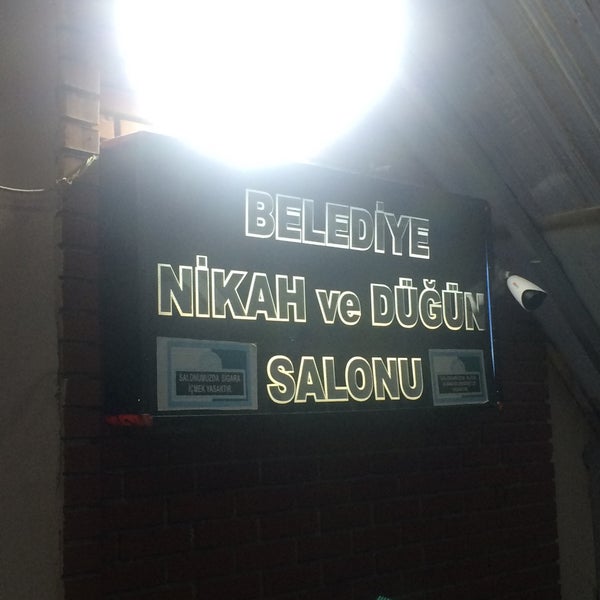 BELEDİYE
NİKAH ve DÜĞÜN
SALONU
SALONUMUZDA SİGARA
İÇMEK YASAKTIR.